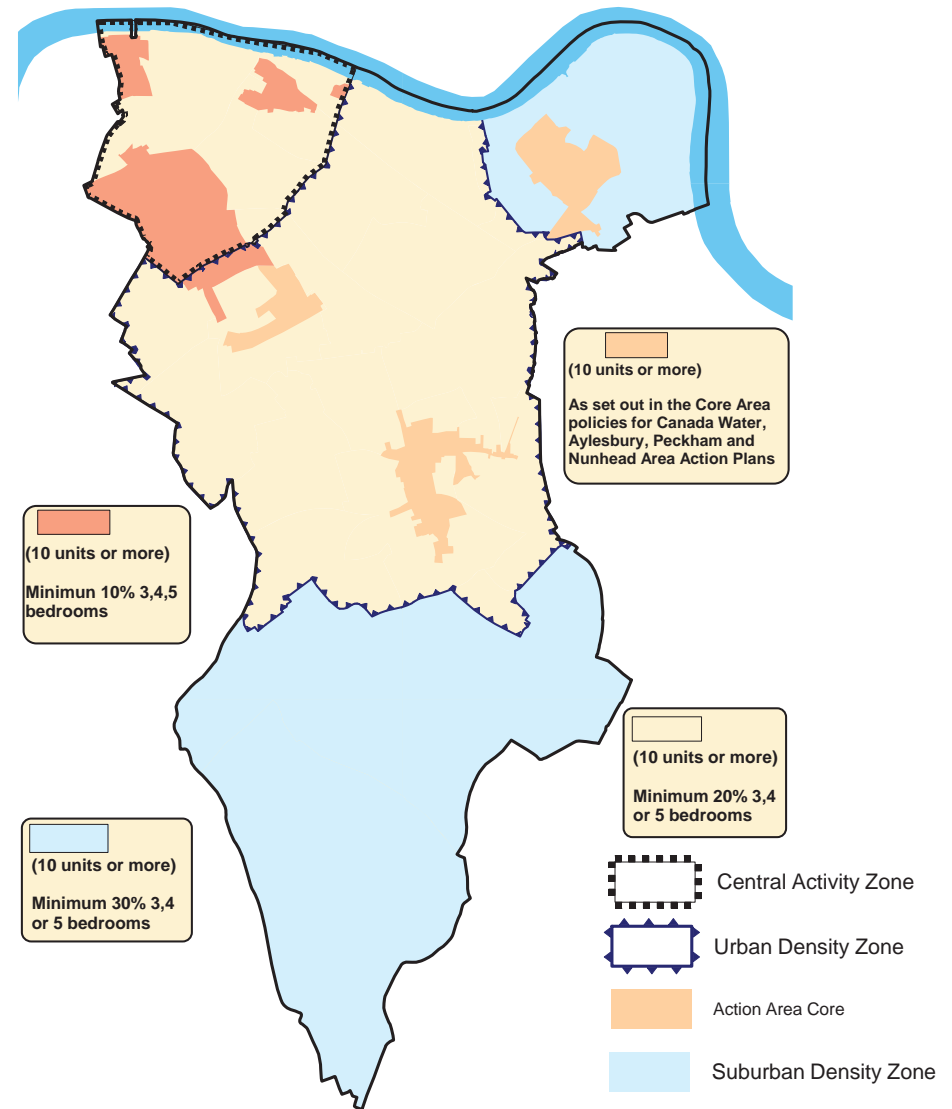 (10 units or more)
As set out in the Core Area
policies for Canada Water,
Aylesbury, Peckham and
Nunhead Area Action Plans
(10 units or more)
Minimun 10% 3,4,5
bedrooms
(10 units or more)
Minimum 20% 3,4
or 5 bedrooms
(10 units or more)
Minimum 30% 3,4
or 5 bedrooms
Central Activity Zone
Urban Density Zone
Action Area Core
Suburban Density Zone